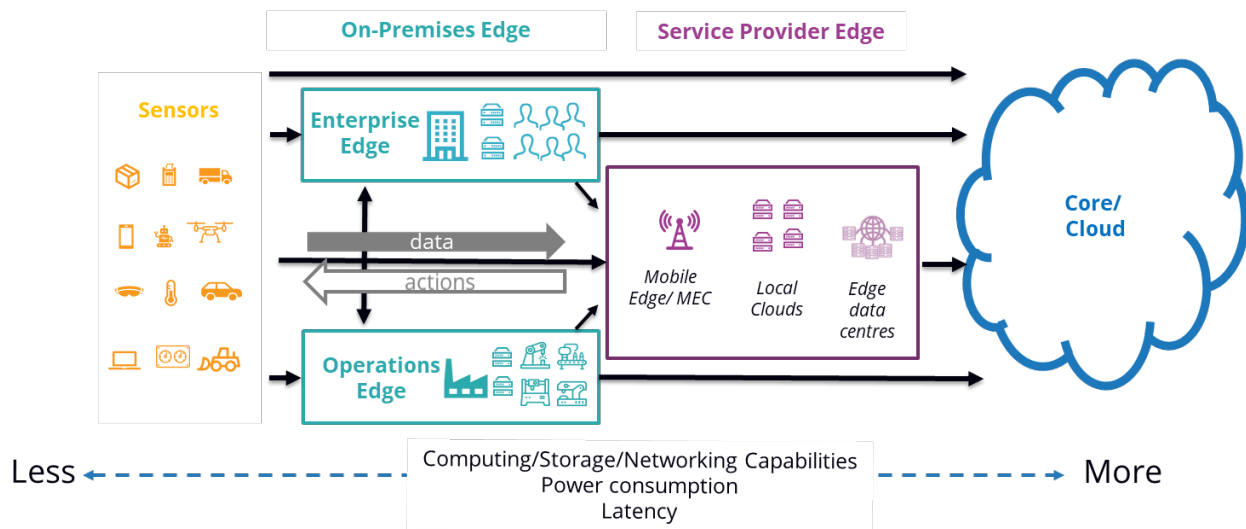 On-Premises Edge
Service Provider Edge
Sensors
Enterprise
Edge
data
actions
Operations
Edge
Mobile
Edge/ MEC
Local
Clouds
Edge
data
centres
Core/
Cloud
Less
Computing/Storage/Networking Capabilities
Power consumption
Latency
More